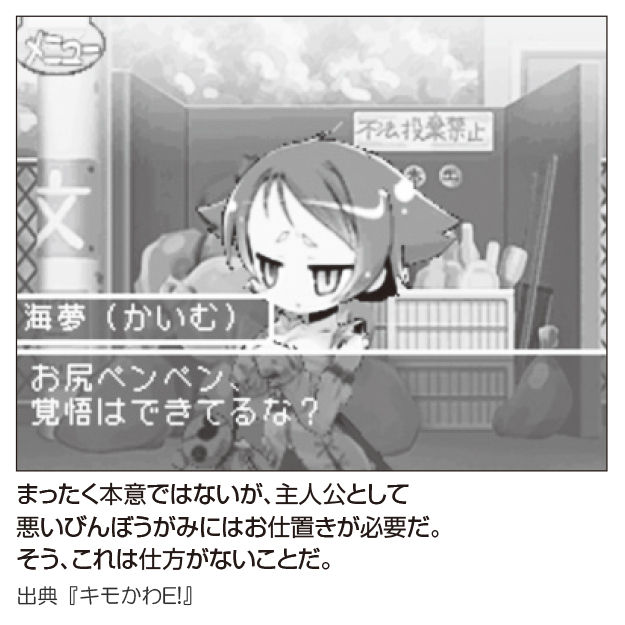 メニュー
不法投棄禁止
文
海夢（かいむ）
お尻ペンペン、
覚悟はできてるな？
まったく本意ではないが、主人公として
悪いびんぼうがみにはお仕置きが必要だ。
そう、これは仕方がないことだ。
出典『キモかわE!』